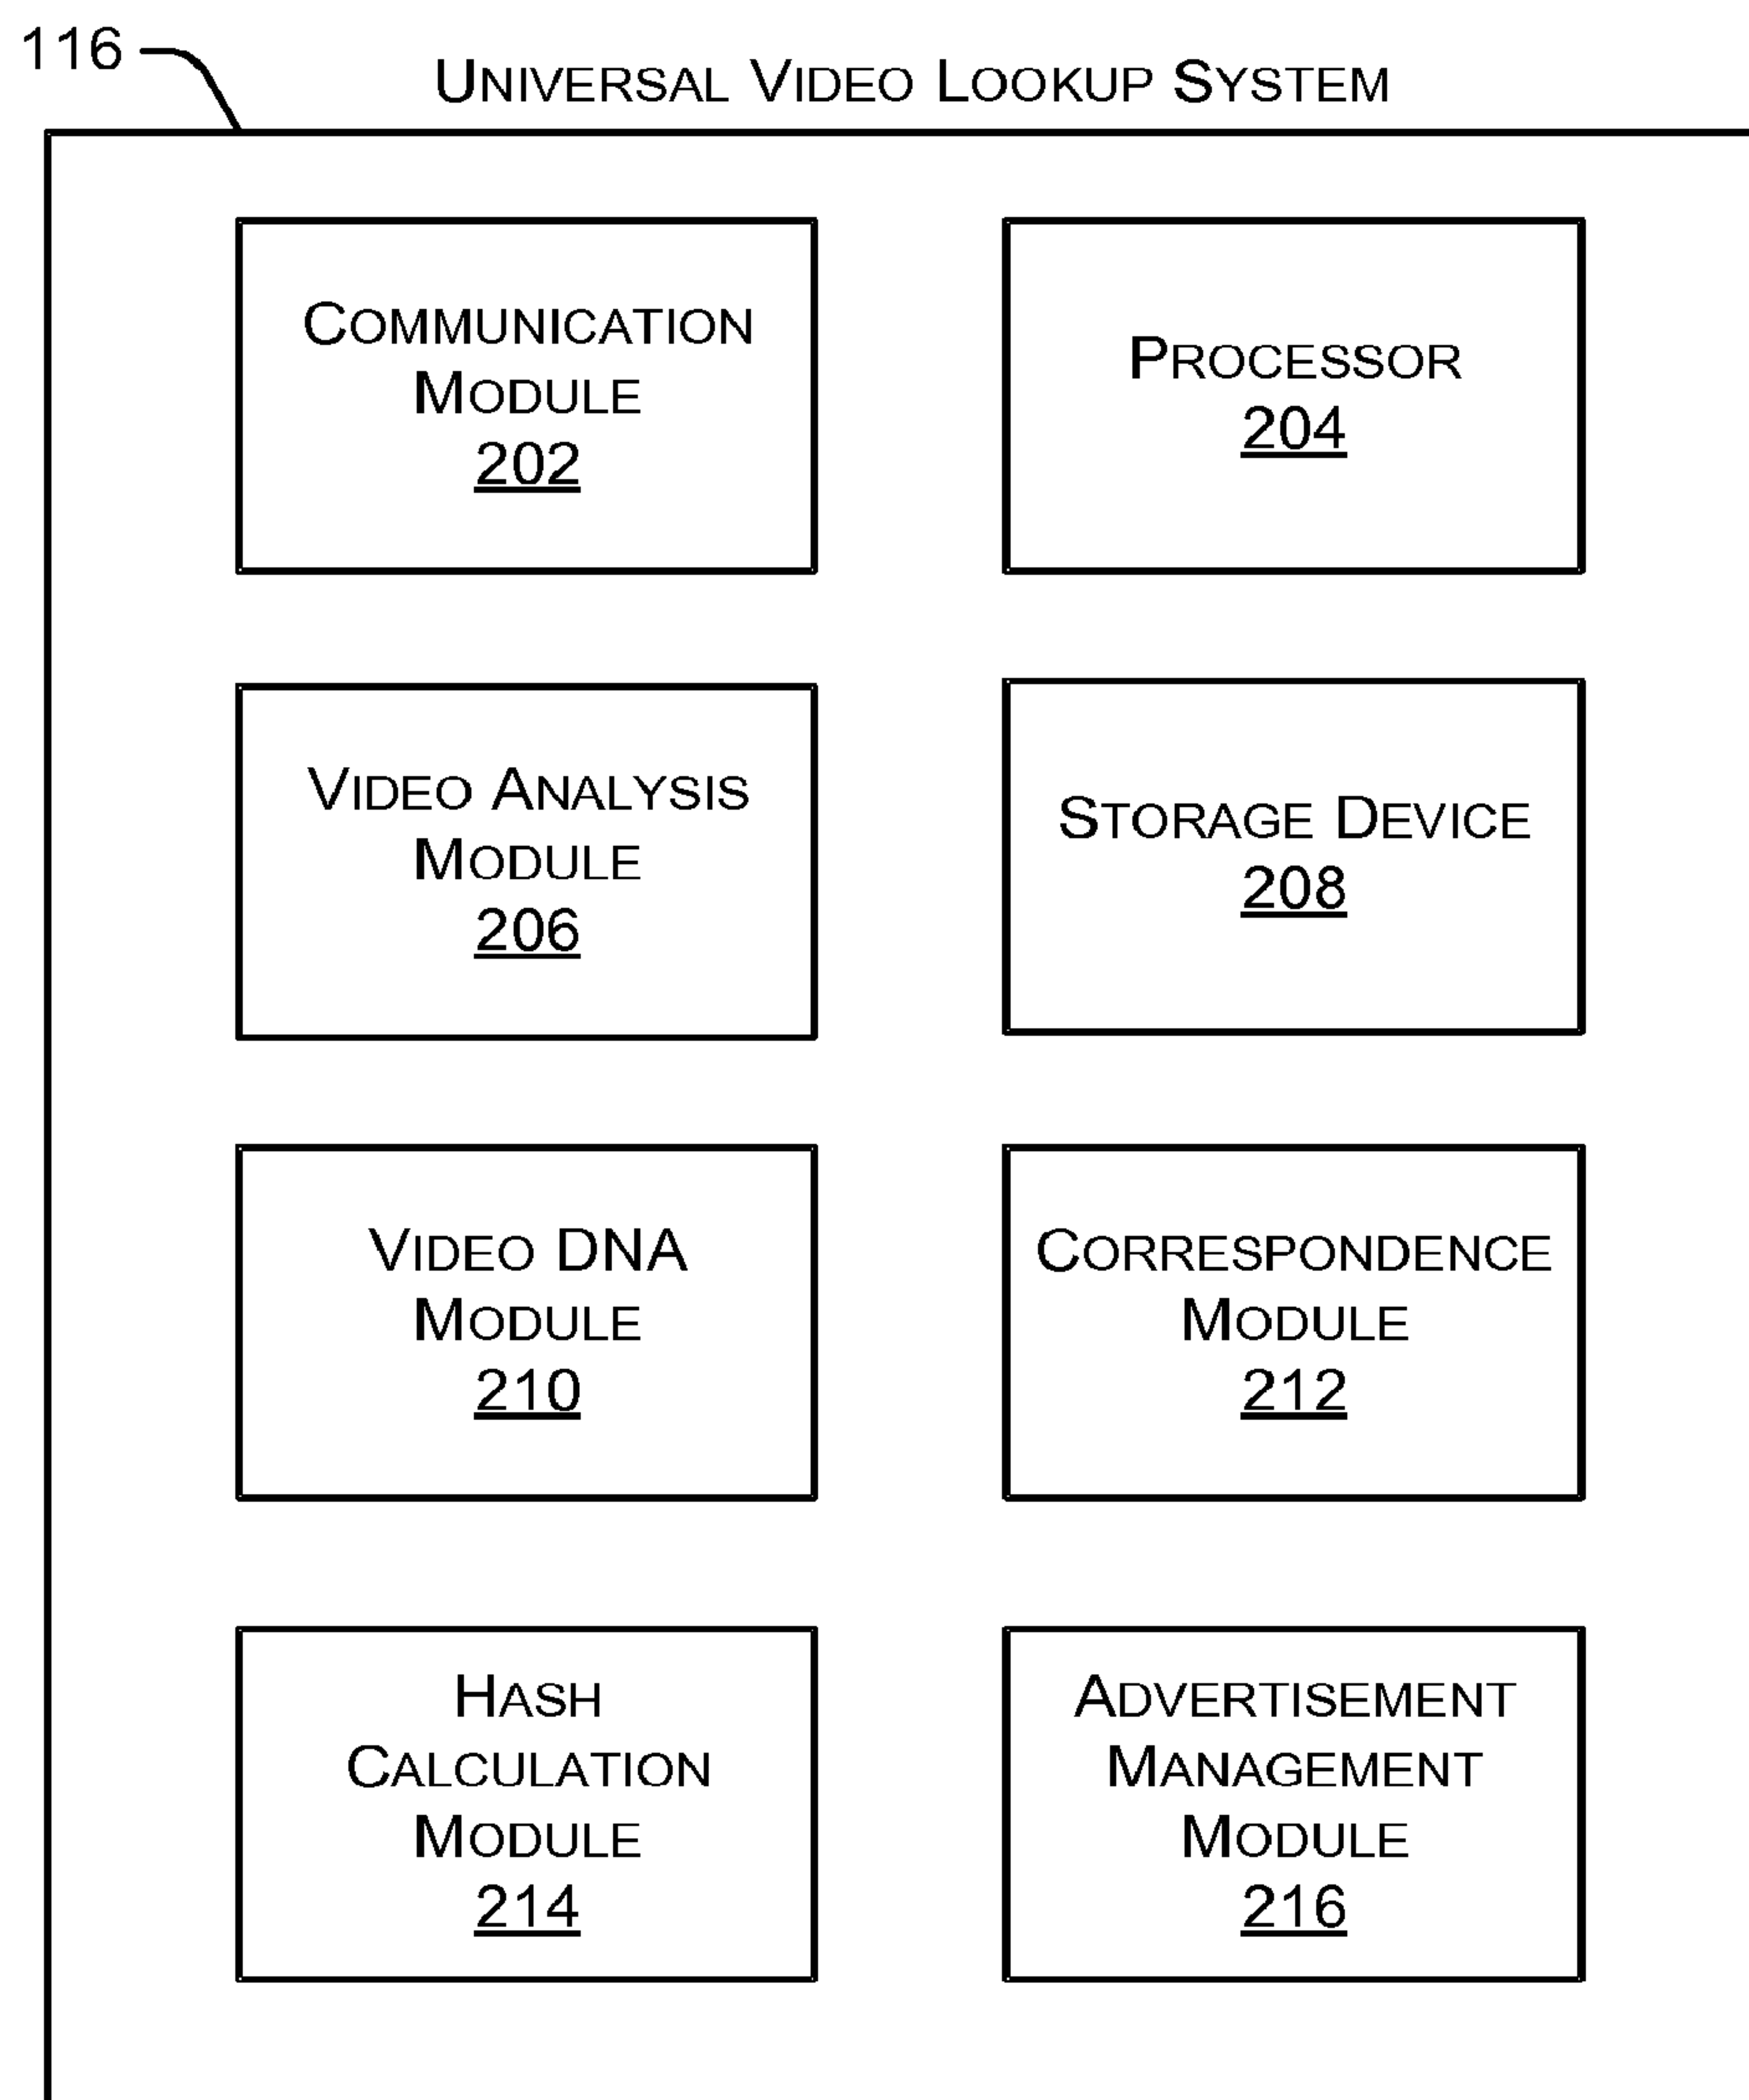 116
UNIVERSAL VIDEO LOOKUP SYSTEM
COMMUNICATION
MODULE
202
PROCESSOR
204
VIDEO ANALYSIS
MODULE
206
STORAGE DEVICE
208
VIDEO DNA
MODULE
210
CORRESPONDENCE
MODULE
212
HASH
CALCULATION
MODULE
214
ADVERTISEMENT
MANAGEMENT
MODULE
216